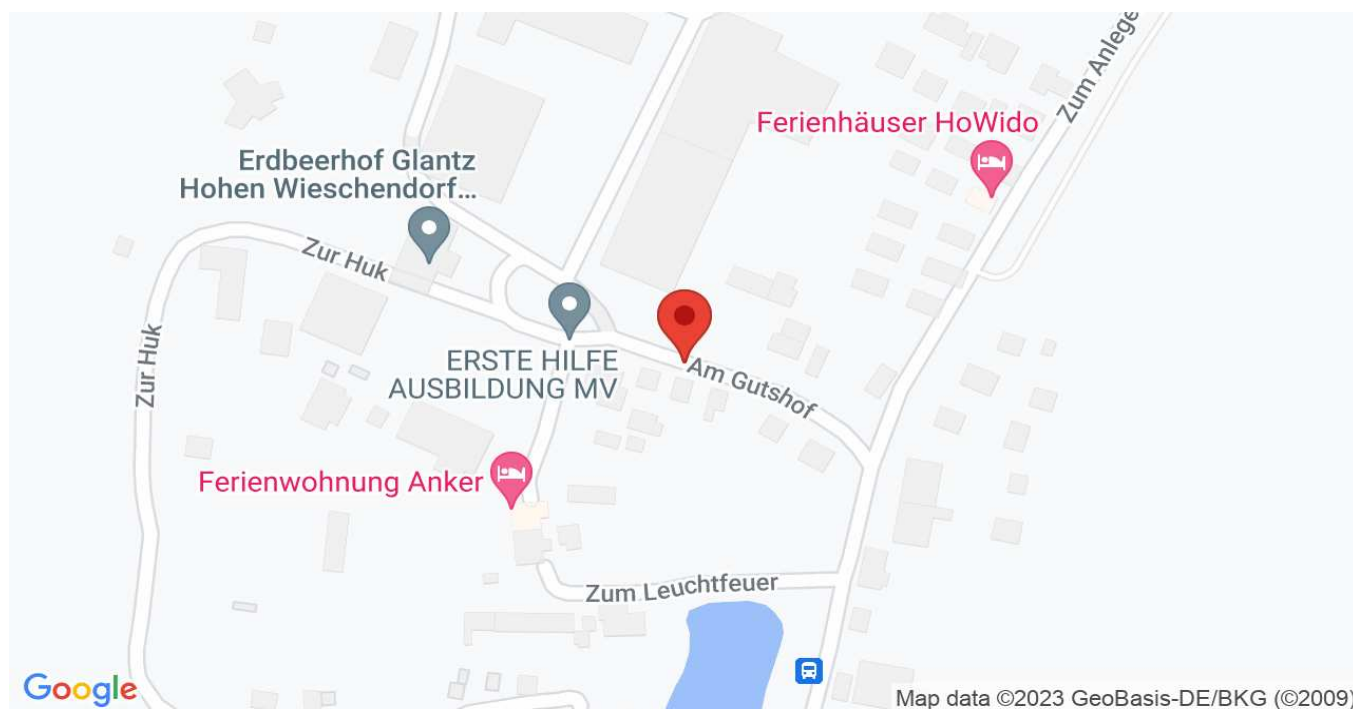 Zum Anlege
Ferienhäuser HoWido
Erdbeerhof Glantz
Hohen Wieschendorf...
Zur Huk
Zur Huk
ERSTE HILFE
AUSBILDUNG MV
Am Gutshof
Ferienwohnung Anker
Zum Leuchtfeuer
Google
Map data ©2023 GeoBasis-DE/BKG (©2009)